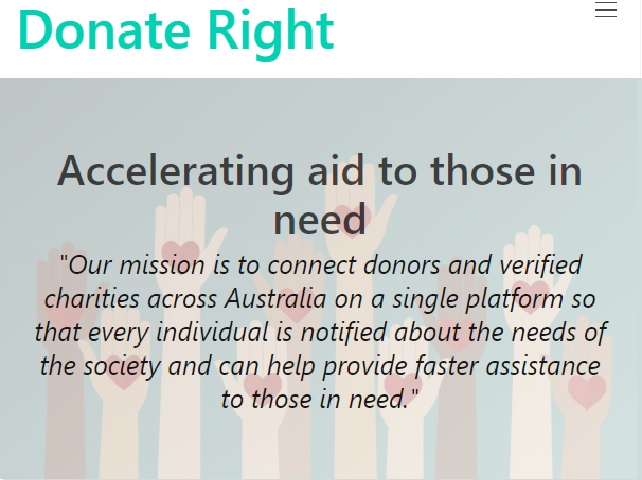 Donate Right
Accelerating aid to those in
need
"Our mission is to connect donors and verified
charities across Australia on a single platform so
that every individual is notified about the needs of
the society and can help provide faster assistance
to those in need."